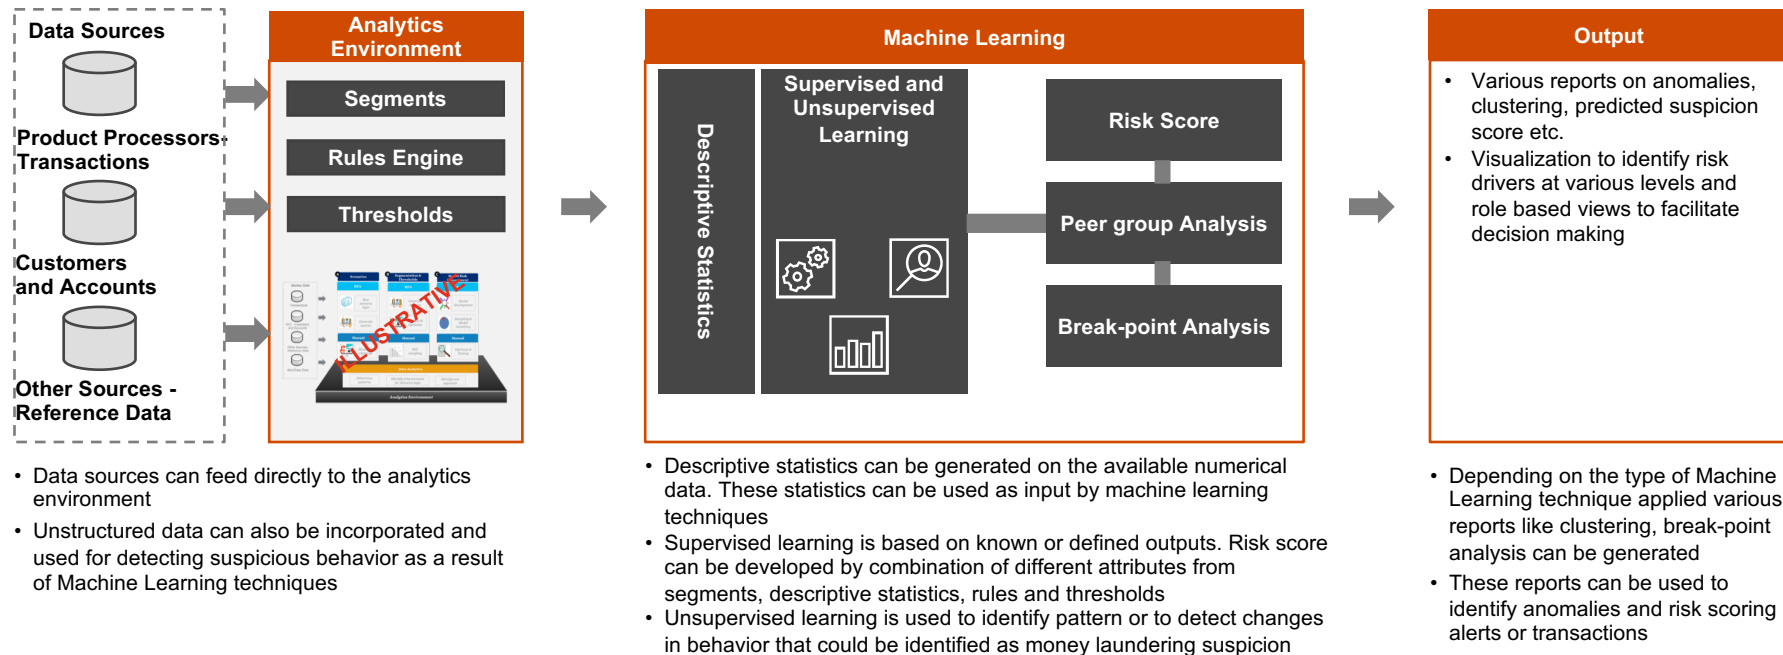 Data Sources
Product Processors-
Transactions
Customers
and Accounts
Other Sources -
Reference Data
Analytics
Environment
Segments
Rules Engine
Thresholds
ILLUSTRATIVE
Analytics Environment
Machine Learning
Descriptive Statistics
Supervised and
Unsupervised
Learning
Risk Score
Peer group Analysis
Break-point Analysis
Output
• Various reports on anomalies,
clustering, predicted suspicion
score etc.
• Visualization to identify risk
drivers at various levels and
role based views to facilitate
decision making
• Data sources can feed directly to the analytics
environment
• Unstructured data can also be incorporated and
used for detecting suspicious behavior as a result
of Machine Learning techniques
• Descriptive statistics can be generated on the available numerical
data. These statistics can be used as input by machine learning
techniques
• Supervised learning is based on known or defined outputs. Risk score
can be developed by combination of different attributes from
segments, descriptive statistics, rules and thresholds
• Unsupervised learning is used to identify pattern or to detect changes
in behavior that could be identified as money laundering suspicion
• Depending on the type of Machine
Learning technique applied various
reports like clustering, break-point
analysis can be generated
• These reports can be used to
identify anomalies and risk scoring
alerts or transactions